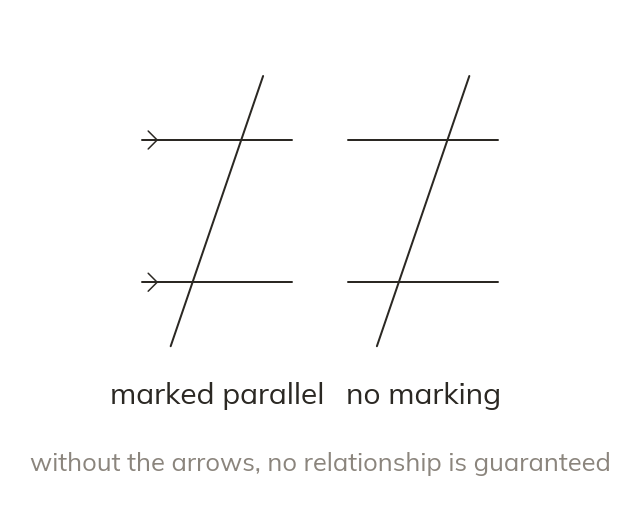 marked parallel
no marking
without the arrows, no relationship is guaranteed